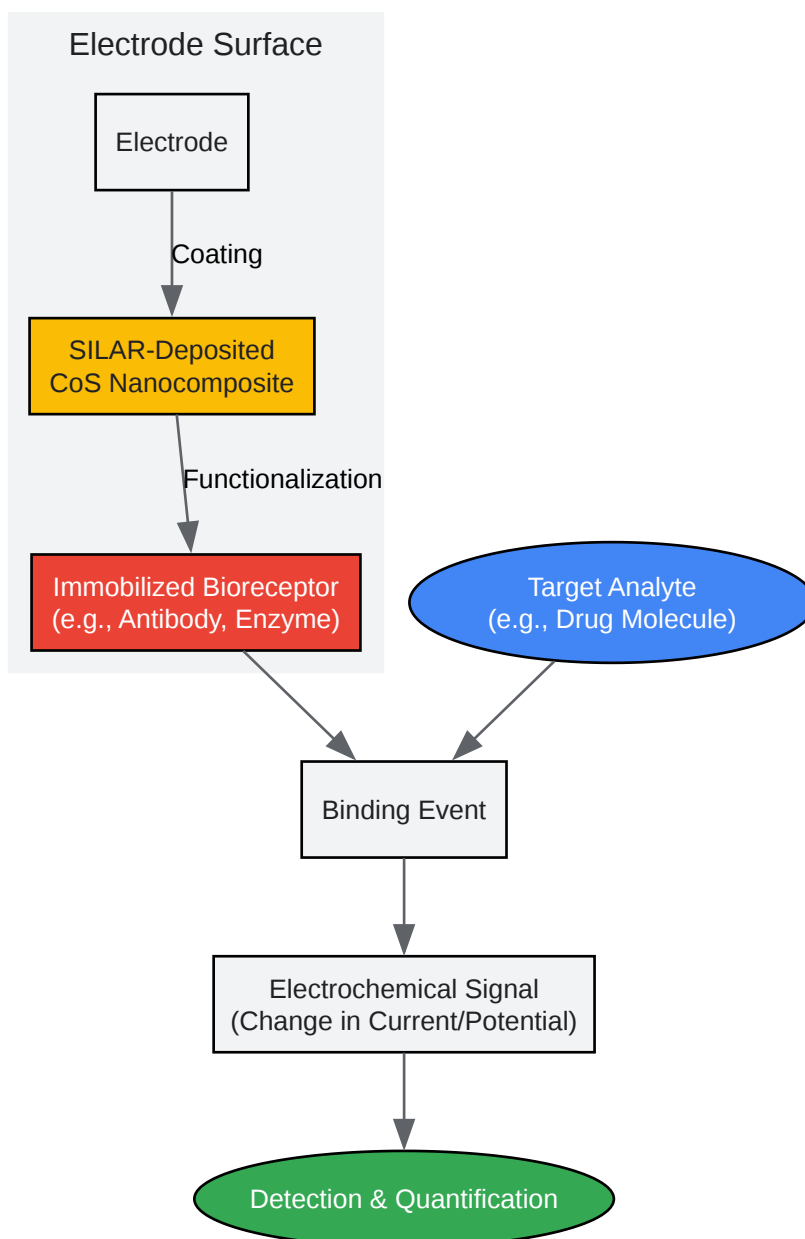 Electrode Surface
Electrode
Coating
SILAR-Deposited
CoS Nanocomposite
Functionalization
Immobilized Bioreceptor
(e.g., Antibody, Enzyme)
Target Analyte
(e.g., Drug Molecule)
Binding Event
Electrochemical Signal
(Change in Current/Potential)
Detection & Quantification